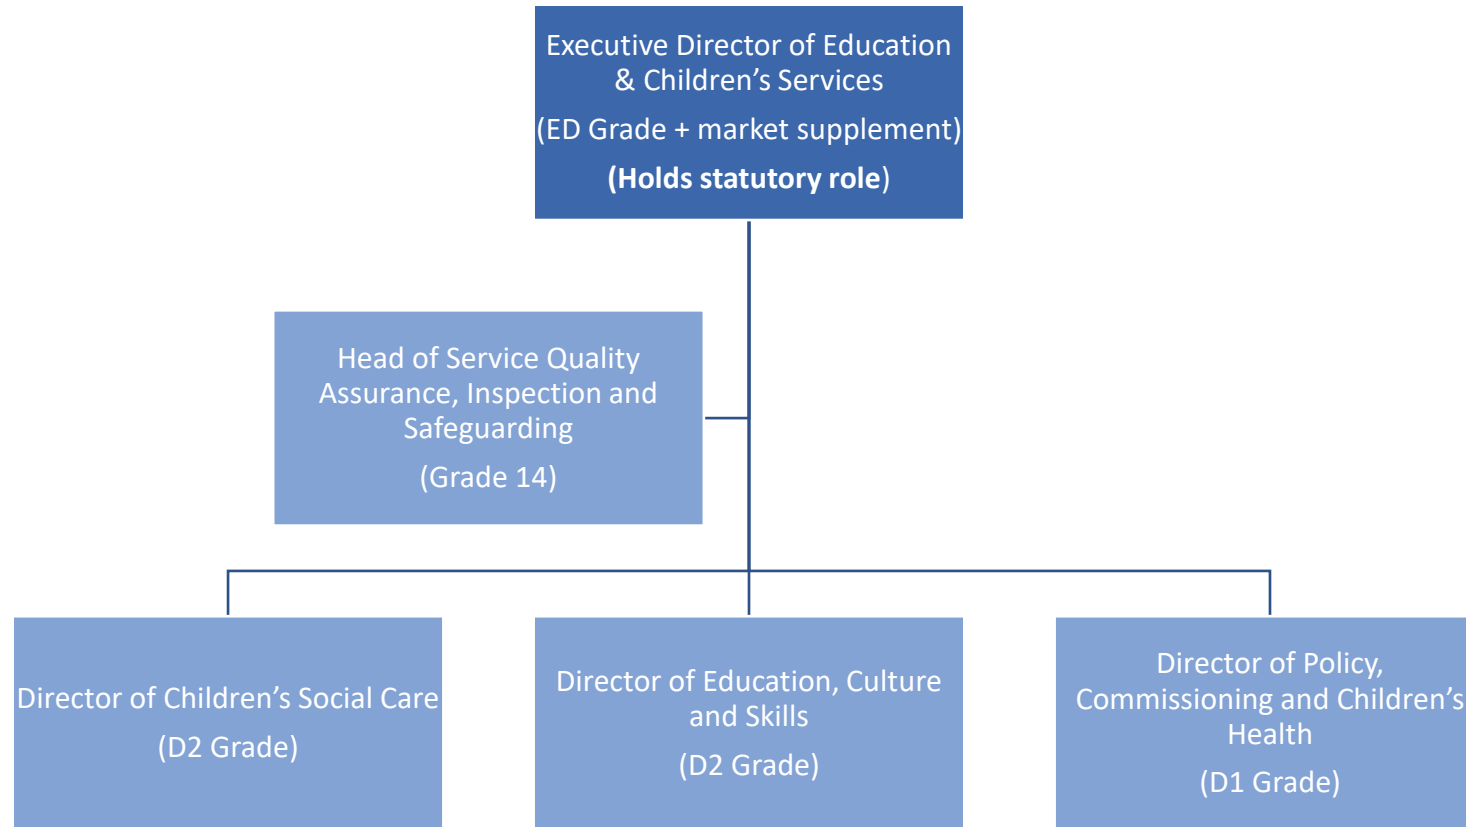 Executive Director of Education
& Children’s Services
(ED Grade + market supplement)
(Holds statutory role)
Head of Service Quality
Assurance, Inspection and
Safeguarding
(Grade 14)
Director of Children’s Social Care
(D2 Grade)
Director of Education, Culture
and Skills
(D2 Grade)
Director of Policy,
Commissioning and Children’s
Health
(D1 Grade)